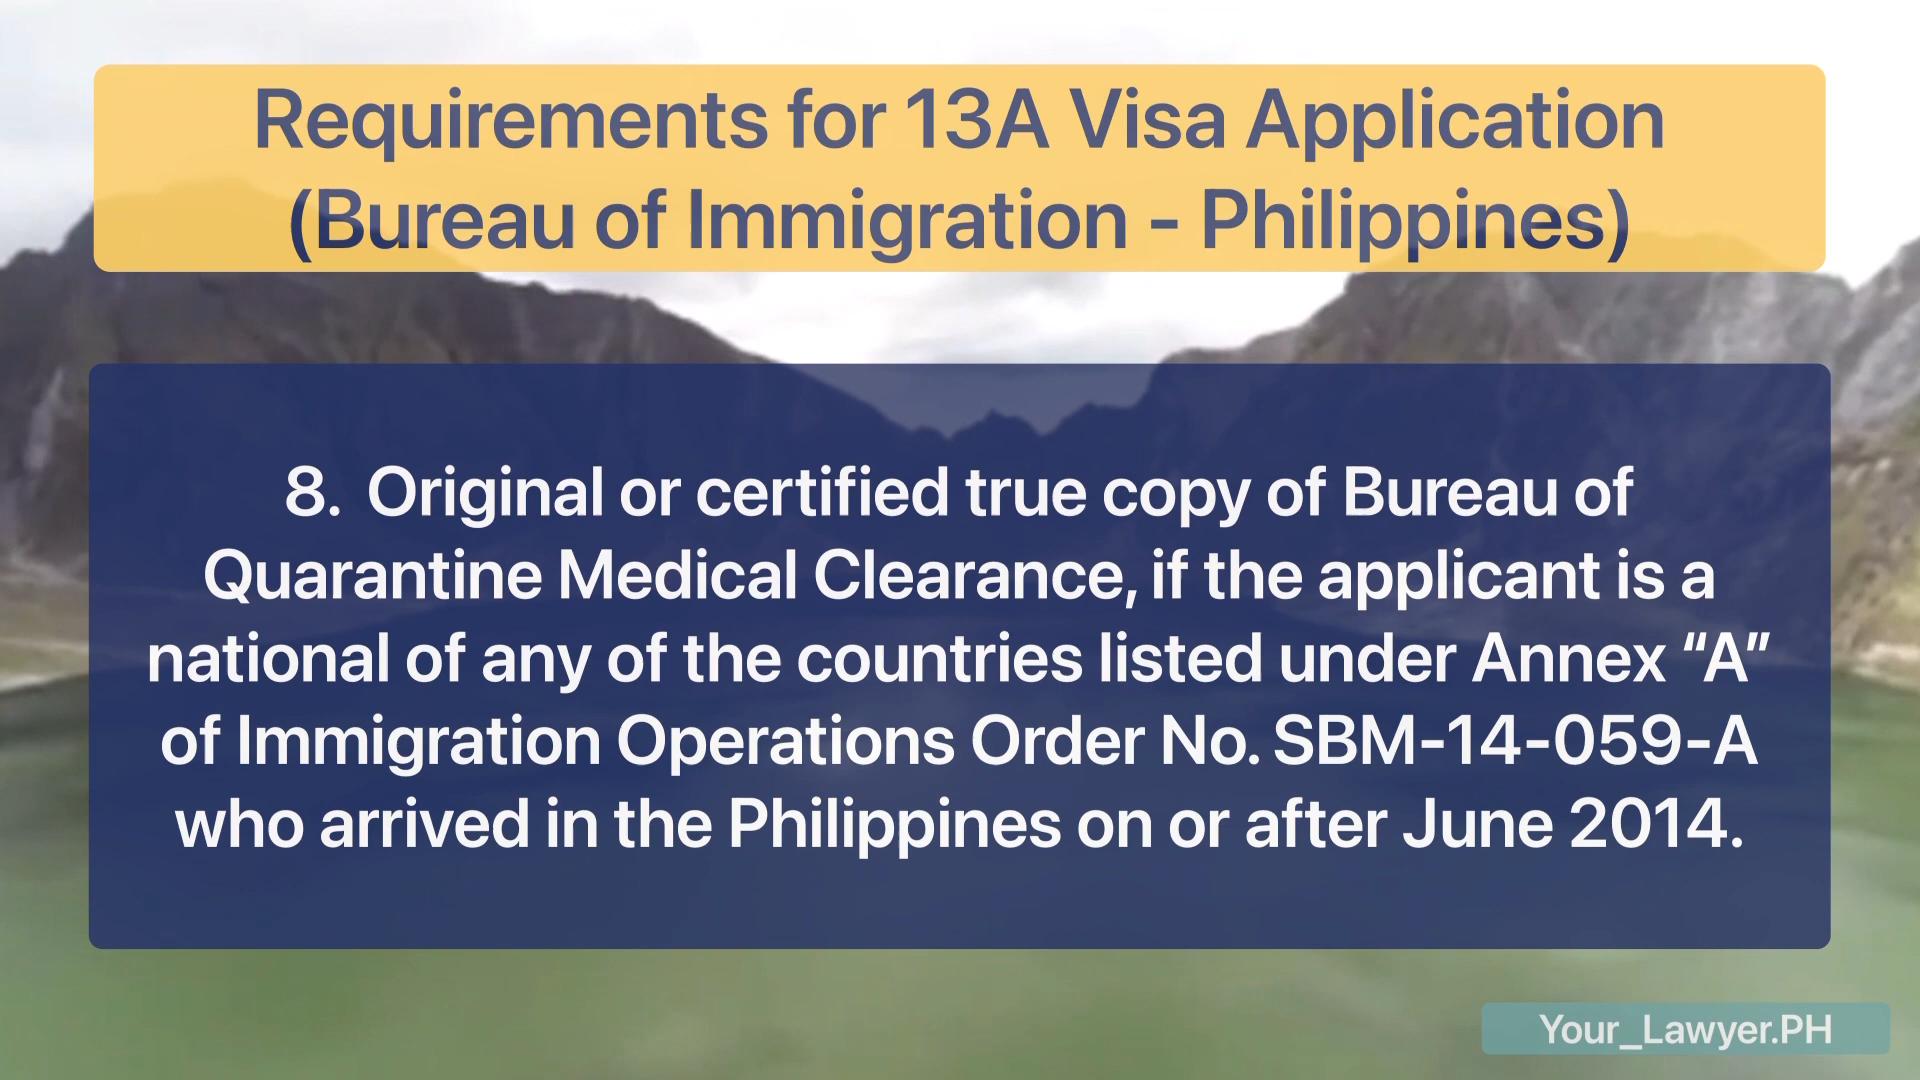 Requirements for 13A Visa Application
(Bureau of Immigration - Philippines)
8. Original or certified true copy of Bureau of
Quarantine Medical Clearance, if the applicant is a
national of any of the countries listed under Annex “A”
of Immigration Operations Order No. SBM-14-059-A
who arrived in the Philippines on or after June 2014.
Your_Lawyer.PH